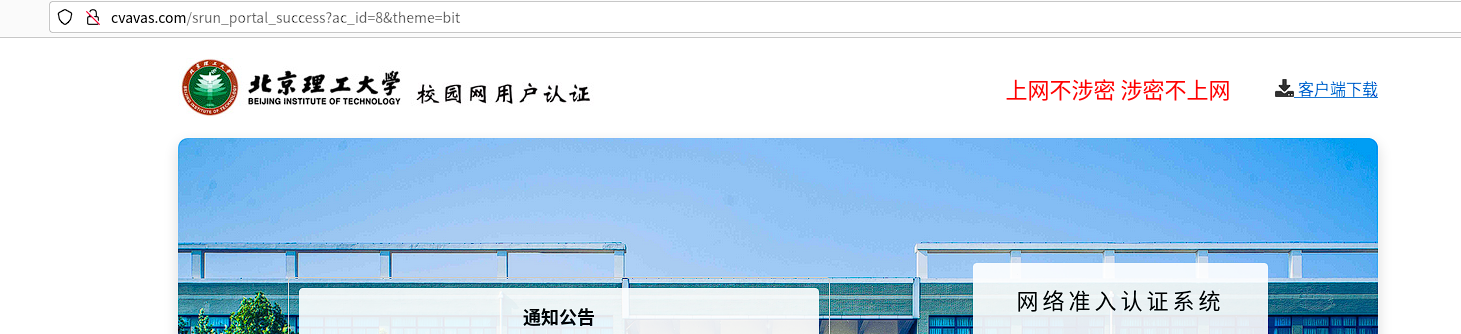 cvavas.com/srun_portal_success?ac_id=8&theme=bit
北京理工大学
BEIJING INSTITUTE OF TECHNOLOGY
校园网用户认证
上网不涉密 涉密不上网
客户端下载
网络准入认证系统
通知公告